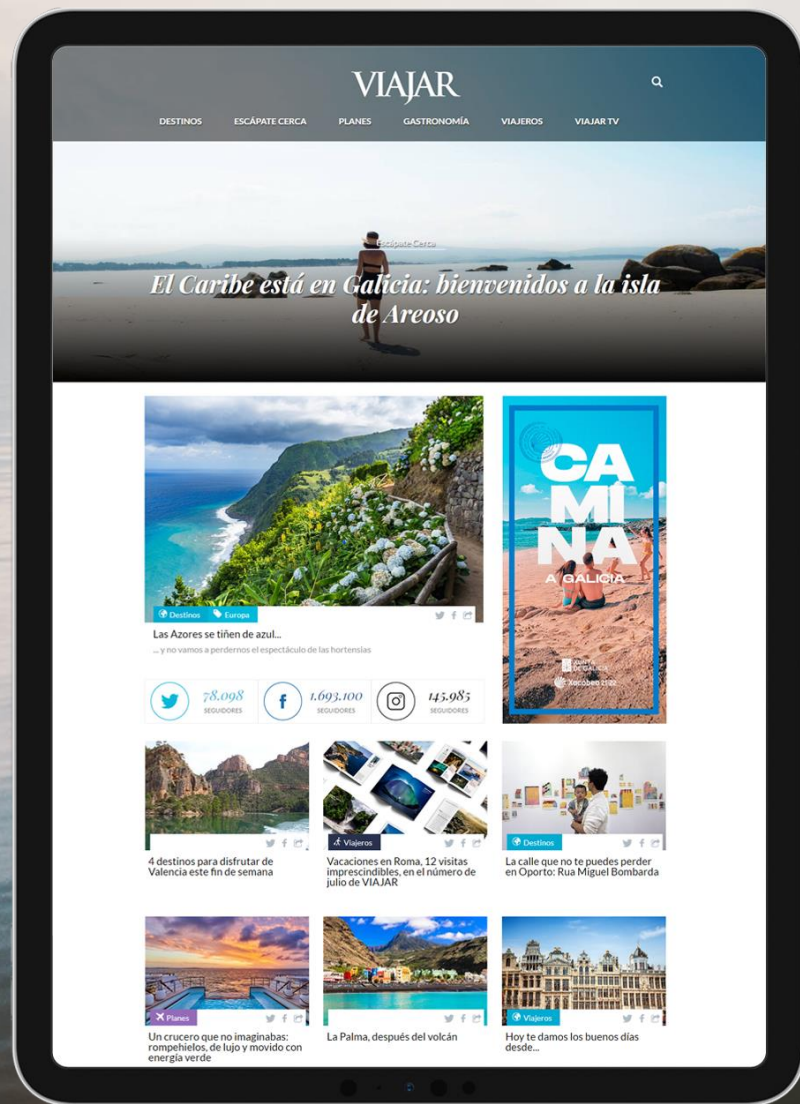 VIAJAR
DESTINOS ESCÁPATE CERCA PLANES GASTRONOMÍA VIAJEROS VIAJAR TV
Escápate Cerca
El Caribe está en Galicia: bienvenidos a la isla
de Areoso
CA
MI
NA
A GALICIA
XUNTA
DE GALICIA
Xacobeo 21·22
Destinos Europa
Las Azores se tiñen de azul...
... y no vamos a perdernos el espectáculo de las hortensias
78.098
SEGUIDORES
1.693.100
SEGUIDORES
145.985
SEGUIDORES
4 destinos para disfrutar de
Valencia este fin de semana
Viajeros
Vacaciones en Roma, 12 visitas
imprescindibles, en el número de
julio de VIAJAR
Destinos
La calle que no te puedes perder
en Oporto: Rua Miguel Bombarda
Planes
Un crucero que no imaginabas:
rompehielos, de lujo y movido con
energía verde
La Palma, después del volcán
Viajeros
Hoy te damos los buenos días
desde...